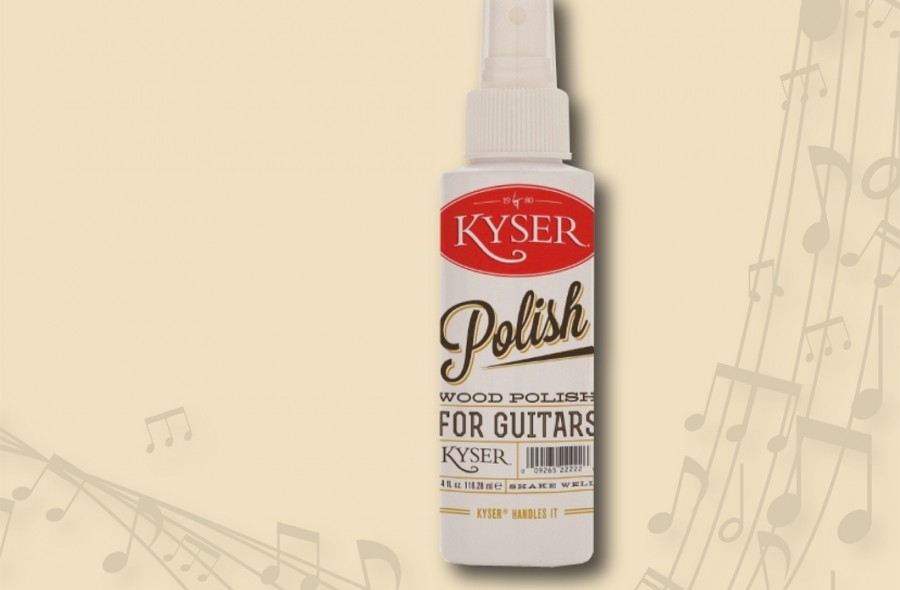 19 80
KYSER
Polish
WOOD POLISH
FOR GUITARS
KYSER
0 09265 22222
4 fl. oz. 118.28 ml ℮ SHAKE WELL
KYSER® HANDLES IT